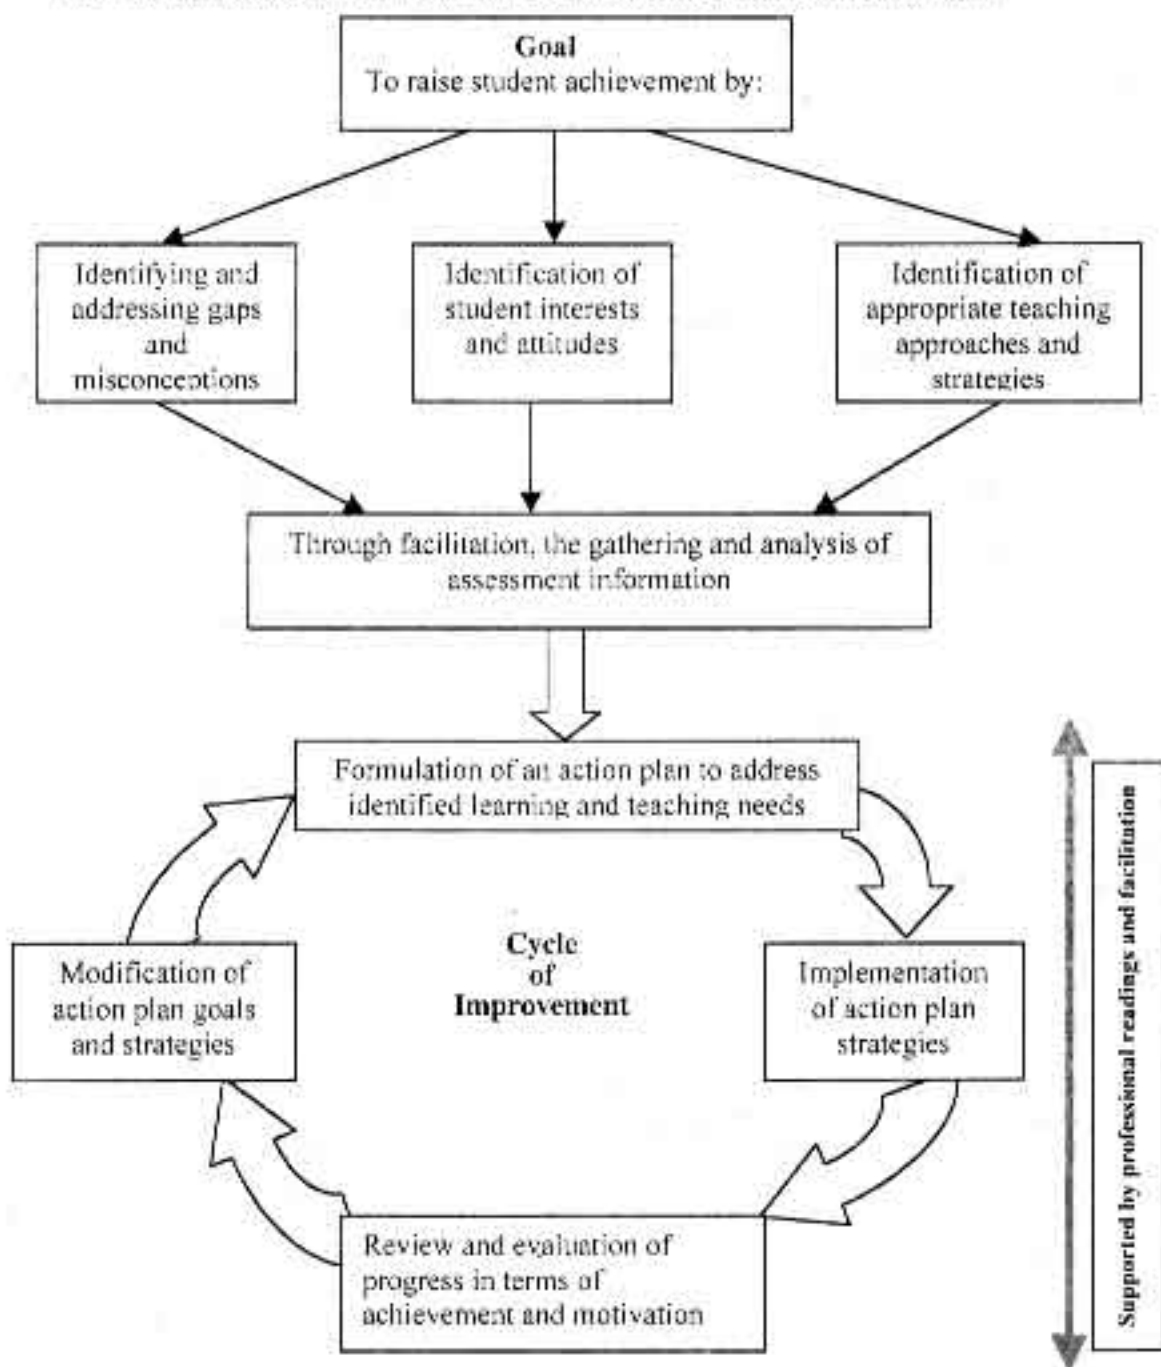 Goal
To raise student achievement by:
Identifying and
addressing gaps
and
misconceptions
Identification of
student interests
and attitudes
Identification of
appropriate teaching
approaches and
strategies
Through facilitation, the gathering and analysis of
assessment information
Formulation of an action plan to address
identified learning and teaching needs
Cycle
of
Improvement
Modification of
action plan goals
and strategies
Implementation
of action plan
strategies
Review and evaluation of
progress in terms of
achievement and motivation
Supported by professional readings and facilitation